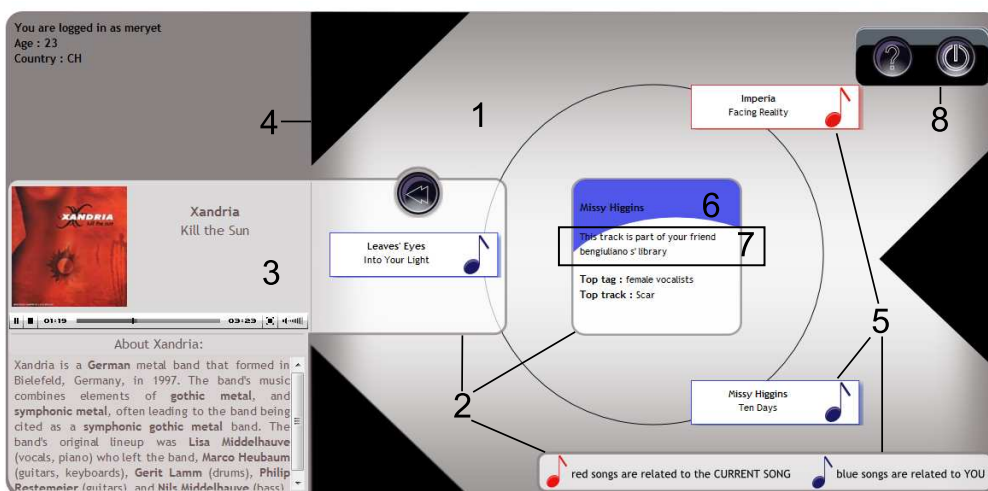 You are logged in as meryet
Age : 23
Country : CH
4
1
8
Imperia
Facing Reality
XANDRIA
Xandria
Kill the Sun
3
Leaves' Eyes
Into Your Light
Missy Higgins
6
This track is part of your friend
bengiuliano s' library
7
Top tag : female vocalists
Top track : Scar
5
01:19
03:23
About Xandria:
Xandria is a German metal band that formed in
Bielefeld, Germany, in 1997. The band's music
combines elements of gothic metal, and
symphonic metal, often leading to the band being
cited as a symphonic gothic metal band. The
band's original lineup was Lisa Middelhauve
(vocals, piano) who left the band, Marco Heubaum
(guitars, keyboards), Gerit Lamm (drums), Philip
Restemeier (guitars), and Nils Middelhauve (bass).
2
Missy Higgins
Ten Days
red songs are related to the CURRENT SONG
blue songs are related to YOU